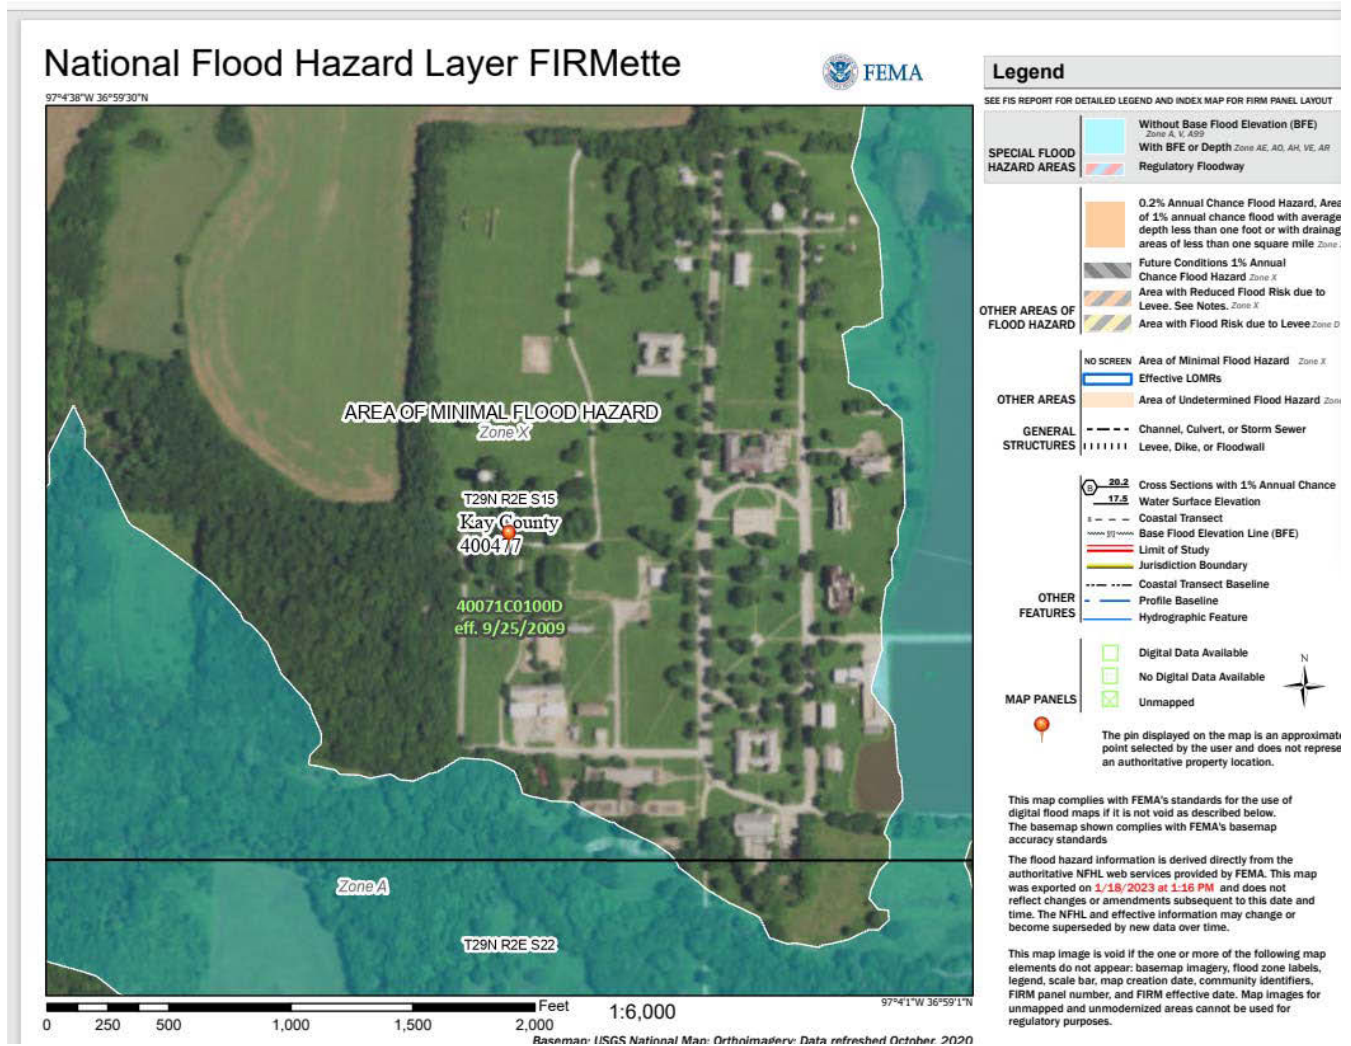 National Flood Hazard Layer FIRMette
FEMA
97°4'38"W 36°59'30"N
AREA OF MINIMAL FLOOD HAZARD
Zone X
T29N R2E S15
Kay County
400477
40071C0100D
eff. 9/25/2009
Zone A
T29N R2E S22
97°4'1"W 36°59'1"N
0 250 500 1,000 1,500 2,000 Feet 1:6,000
Basemap: USGS National Map: Orthoimagery: Data refreshed October, 2020
Legend
SEE FIS REPORT FOR DETAILED LEGEND AND INDEX MAP FOR FIRM PANEL LAYOUT
SPECIAL FLOOD
HAZARD AREAS
Without Base Flood Elevation (BFE)
Zone A, V, A99
With BFE or Depth Zone AE, AO, AH, VE, AR
Regulatory Floodway
0.2% Annual Chance Flood Hazard, Area
of 1% annual chance flood with average
depth less than one foot or with drainag
areas of less than one square mile Zone
Future Conditions 1% Annual
Chance Flood Hazard Zone X
Area with Reduced Flood Risk due to
Levee. See Notes. Zone X
Area with Flood Risk due to Levee Zone D
OTHER AREAS OF
FLOOD HAZARD
NO SCREEN Area of Minimal Flood Hazard Zone X
Effective LOMRs
OTHER AREAS
Area of Undetermined Flood Hazard Zone
GENERAL
STRUCTURES
Channel, Culvert, or Storm Sewer
Levee, Dike, or Floodwall
B 20.2 Cross Sections with 1% Annual Chance
17.5 Water Surface Elevation
8 Coastal Transect
513 Base Flood Elevation Line (BFE)
Limit of Study
Jurisdiction Boundary
Coastal Transect Baseline
OTHER
FEATURES
Profile Baseline
Hydrographic Feature
Digital Data Available
No Digital Data Available
MAP PANELS
Unmapped
N
The pin displayed on the map is an approximate
point selected by the user and does not represe
an authoritative property location.
This map complies with FEMA's standards for the use of
digital flood maps if it is not void as described below.
The basemap shown complies with FEMA's basemap
accuracy standards
The flood hazard information is derived directly from the
authoritative NFHL web services provided by FEMA. This map
was exported on 1/18/2023 at 1:16 PM and does not
reflect changes or amendments subsequent to this date and
time. The NFHL and effective information may change or
become superseded by new data over time.
This map image is void if the one or more of the following map
elements do not appear: basemap imagery, flood zone labels,
legend, scale bar, map creation date, community identifiers,
FIRM panel number, and FIRM effective date. Map images for
unmapped and unmodernized areas cannot be used for
regulatory purposes.